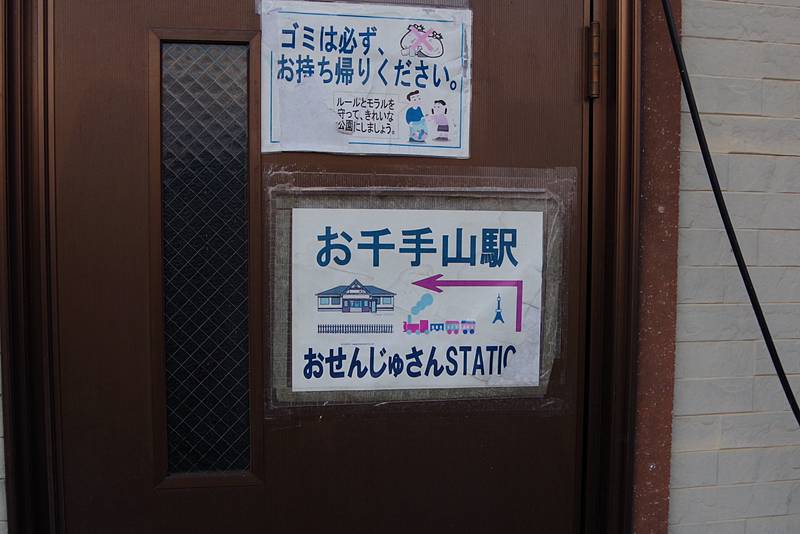 ゴミは必ず、
お持ち帰りください。
ルールとモラルを
守って、きれいな
公園にしましょう。
お千手山駅
おせんじゅさんSTATIO